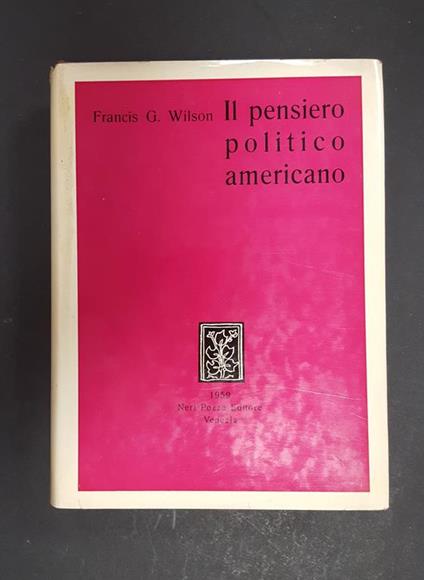 Francis G. Wilson Il pensiero
politico
americano
1959
Neri Pozza Editore
Venezia